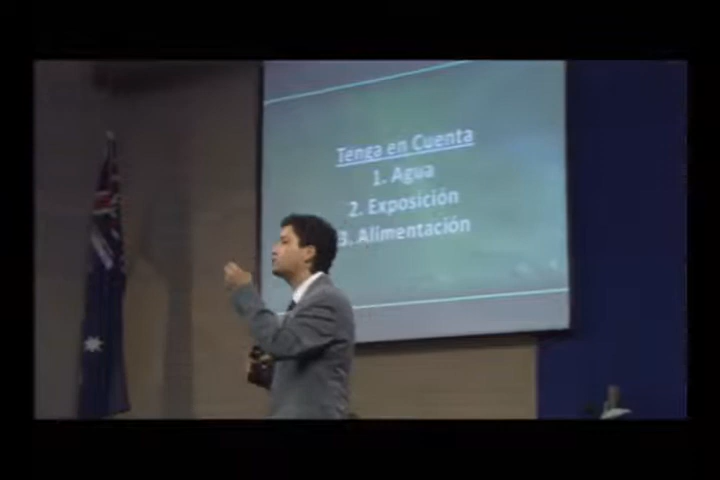 Tenga en Cuenta
1. Agua
2. Exposición
3. Alimentación